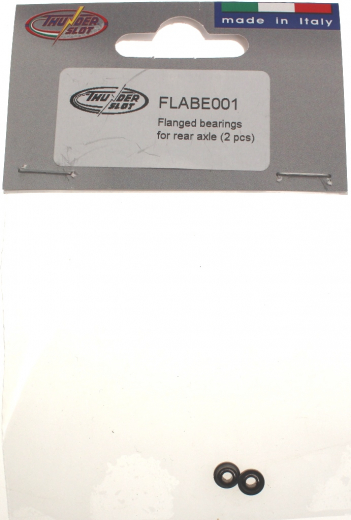 THUNDER
SLOT
made in Italy
THUNDER
SLOT
FLABE001
Flanged bearings
for rear axle (2 pcs)